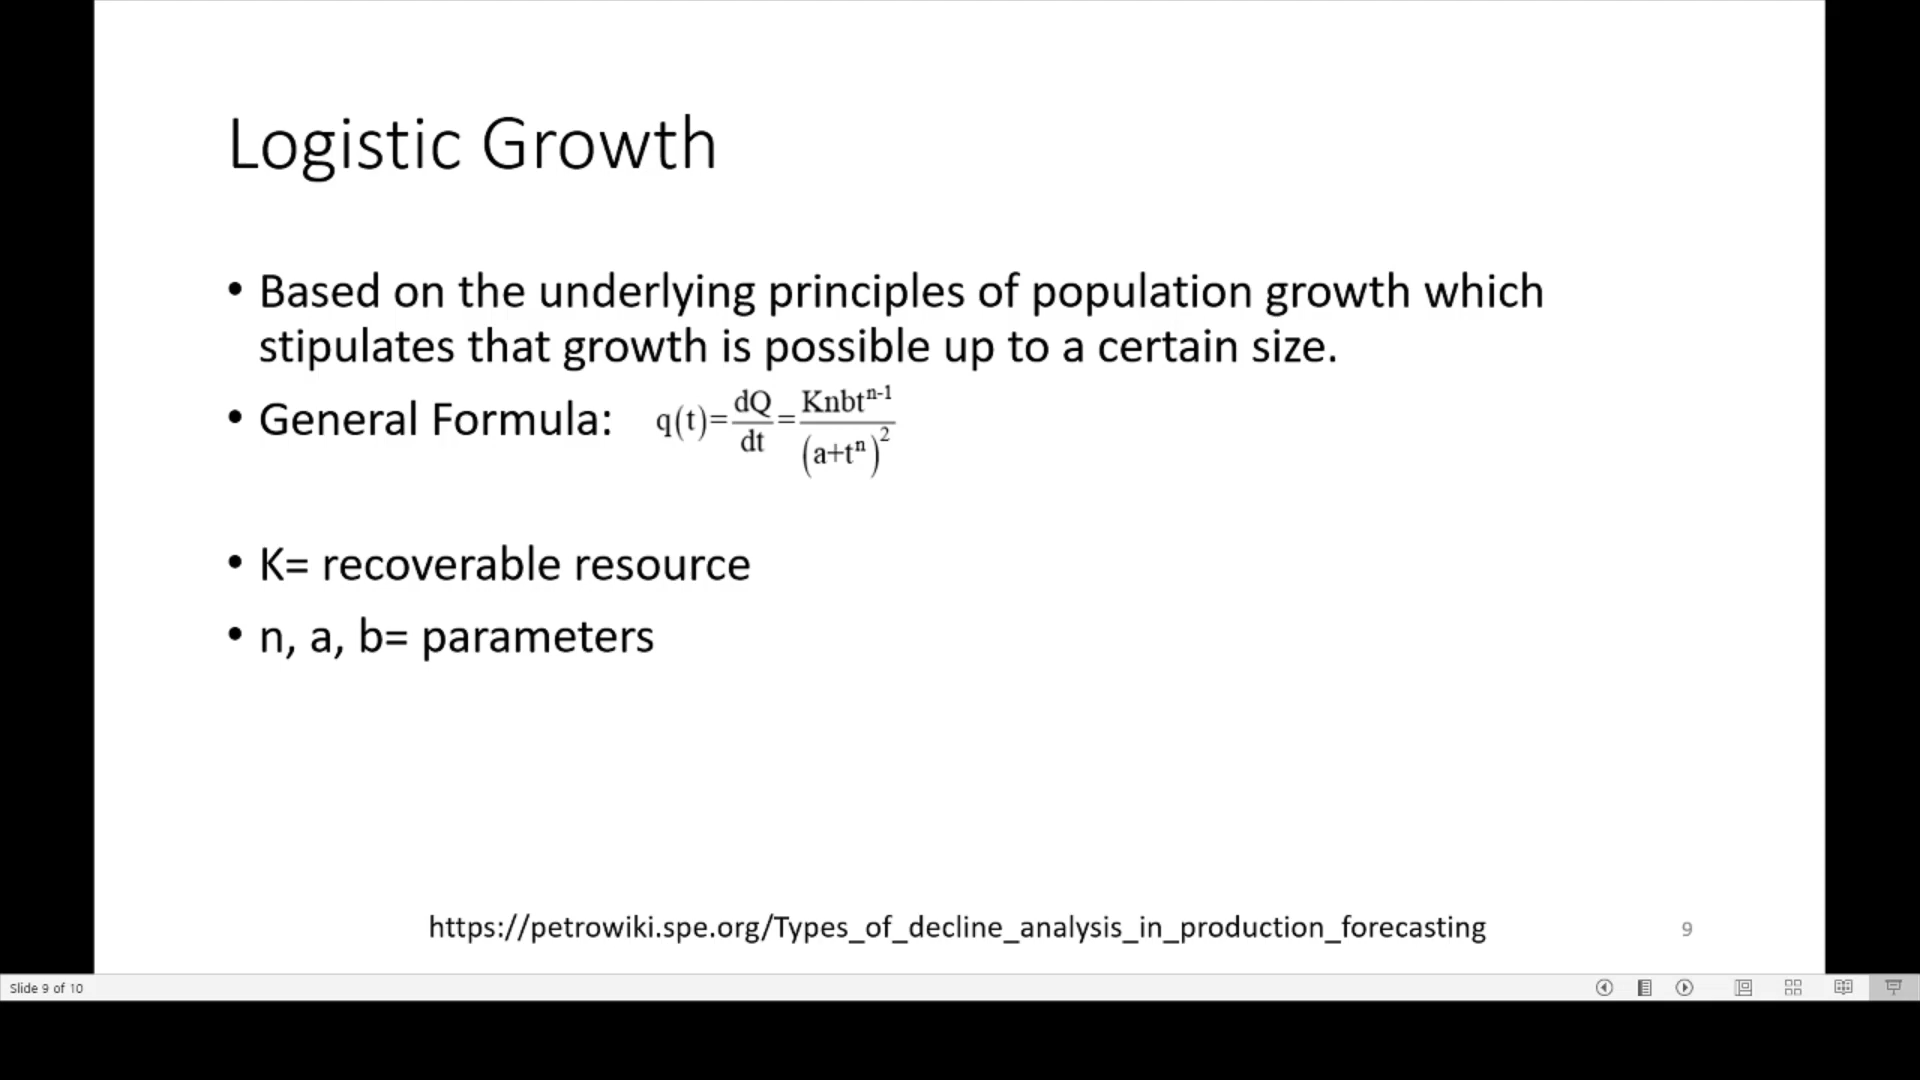 Logistic Growth
• Based on the underlying principles of population growth which
stipulates that growth is possible up to a certain size.
• General Formula: q(t)=dQ/dt=Knbt^(n-1)/(a+t^n)^2
• K= recoverable resource
• n, a, b= parameters
https://petrowiki.spe.org/Types_of_decline_analysis_in_production_forecasting
9
Slide 9 of 10